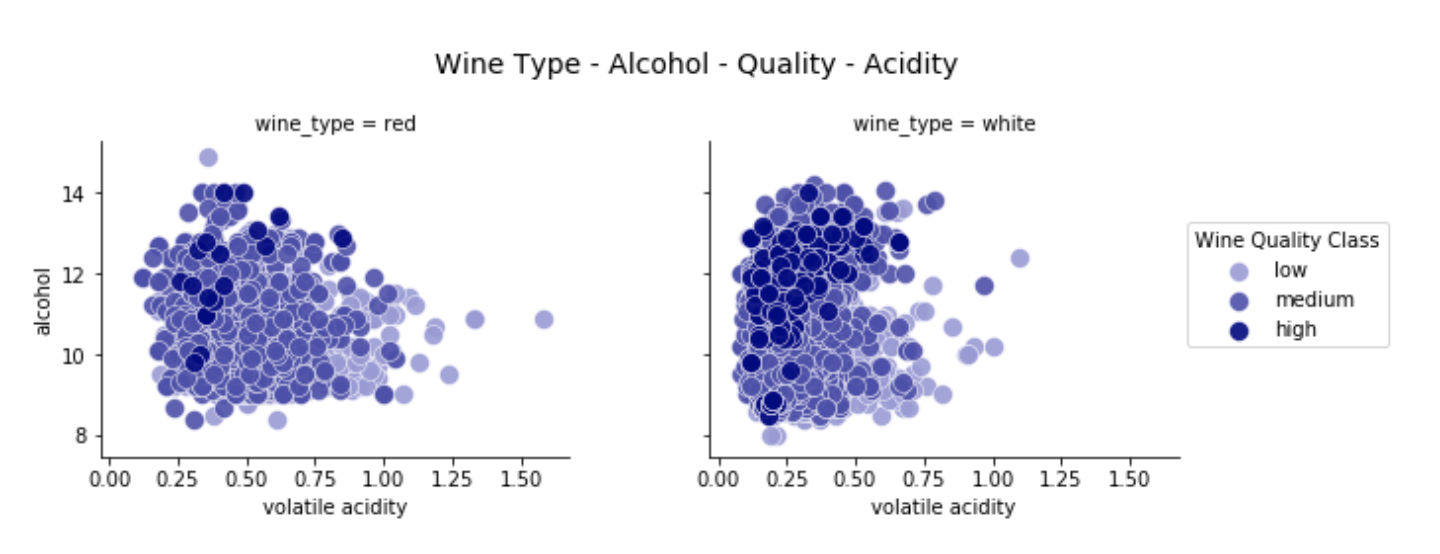 Wine Type - Alcohol - Quality - Acidity
wine_type = red
wine_type = white
alcohol
14
12
10
8
0.00 0.25 0.50 0.75 1.00 1.25 1.50
volatile acidity
0.00 0.25 0.50 0.75 1.00 1.25 1.50
volatile acidity
Wine Quality Class
low
medium
high